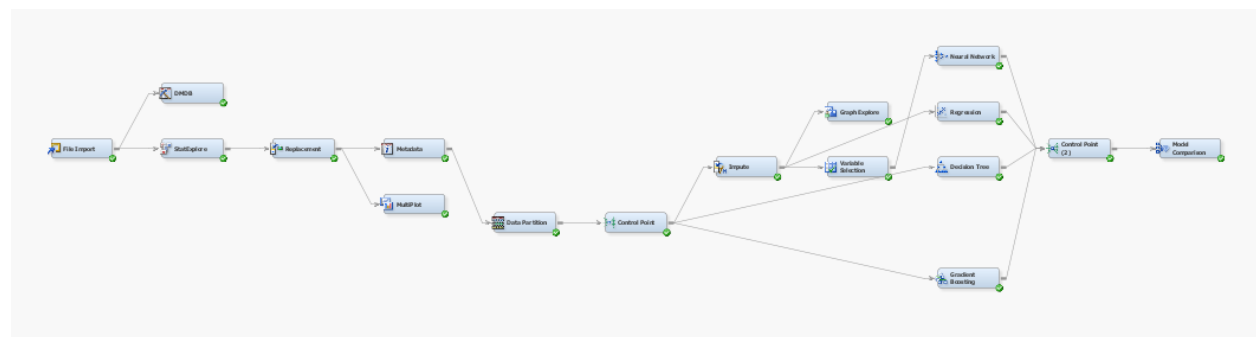 Neural Network
DMDB
Graph Explore
Regression
File Import
StatExplore
Replacement
Metadata
Control Point
(2)
Model
Comparison
Impute
Variable
Selection
Decision Tree
MultiPlot
Data Partition
Control Point
Gradient
Boosting